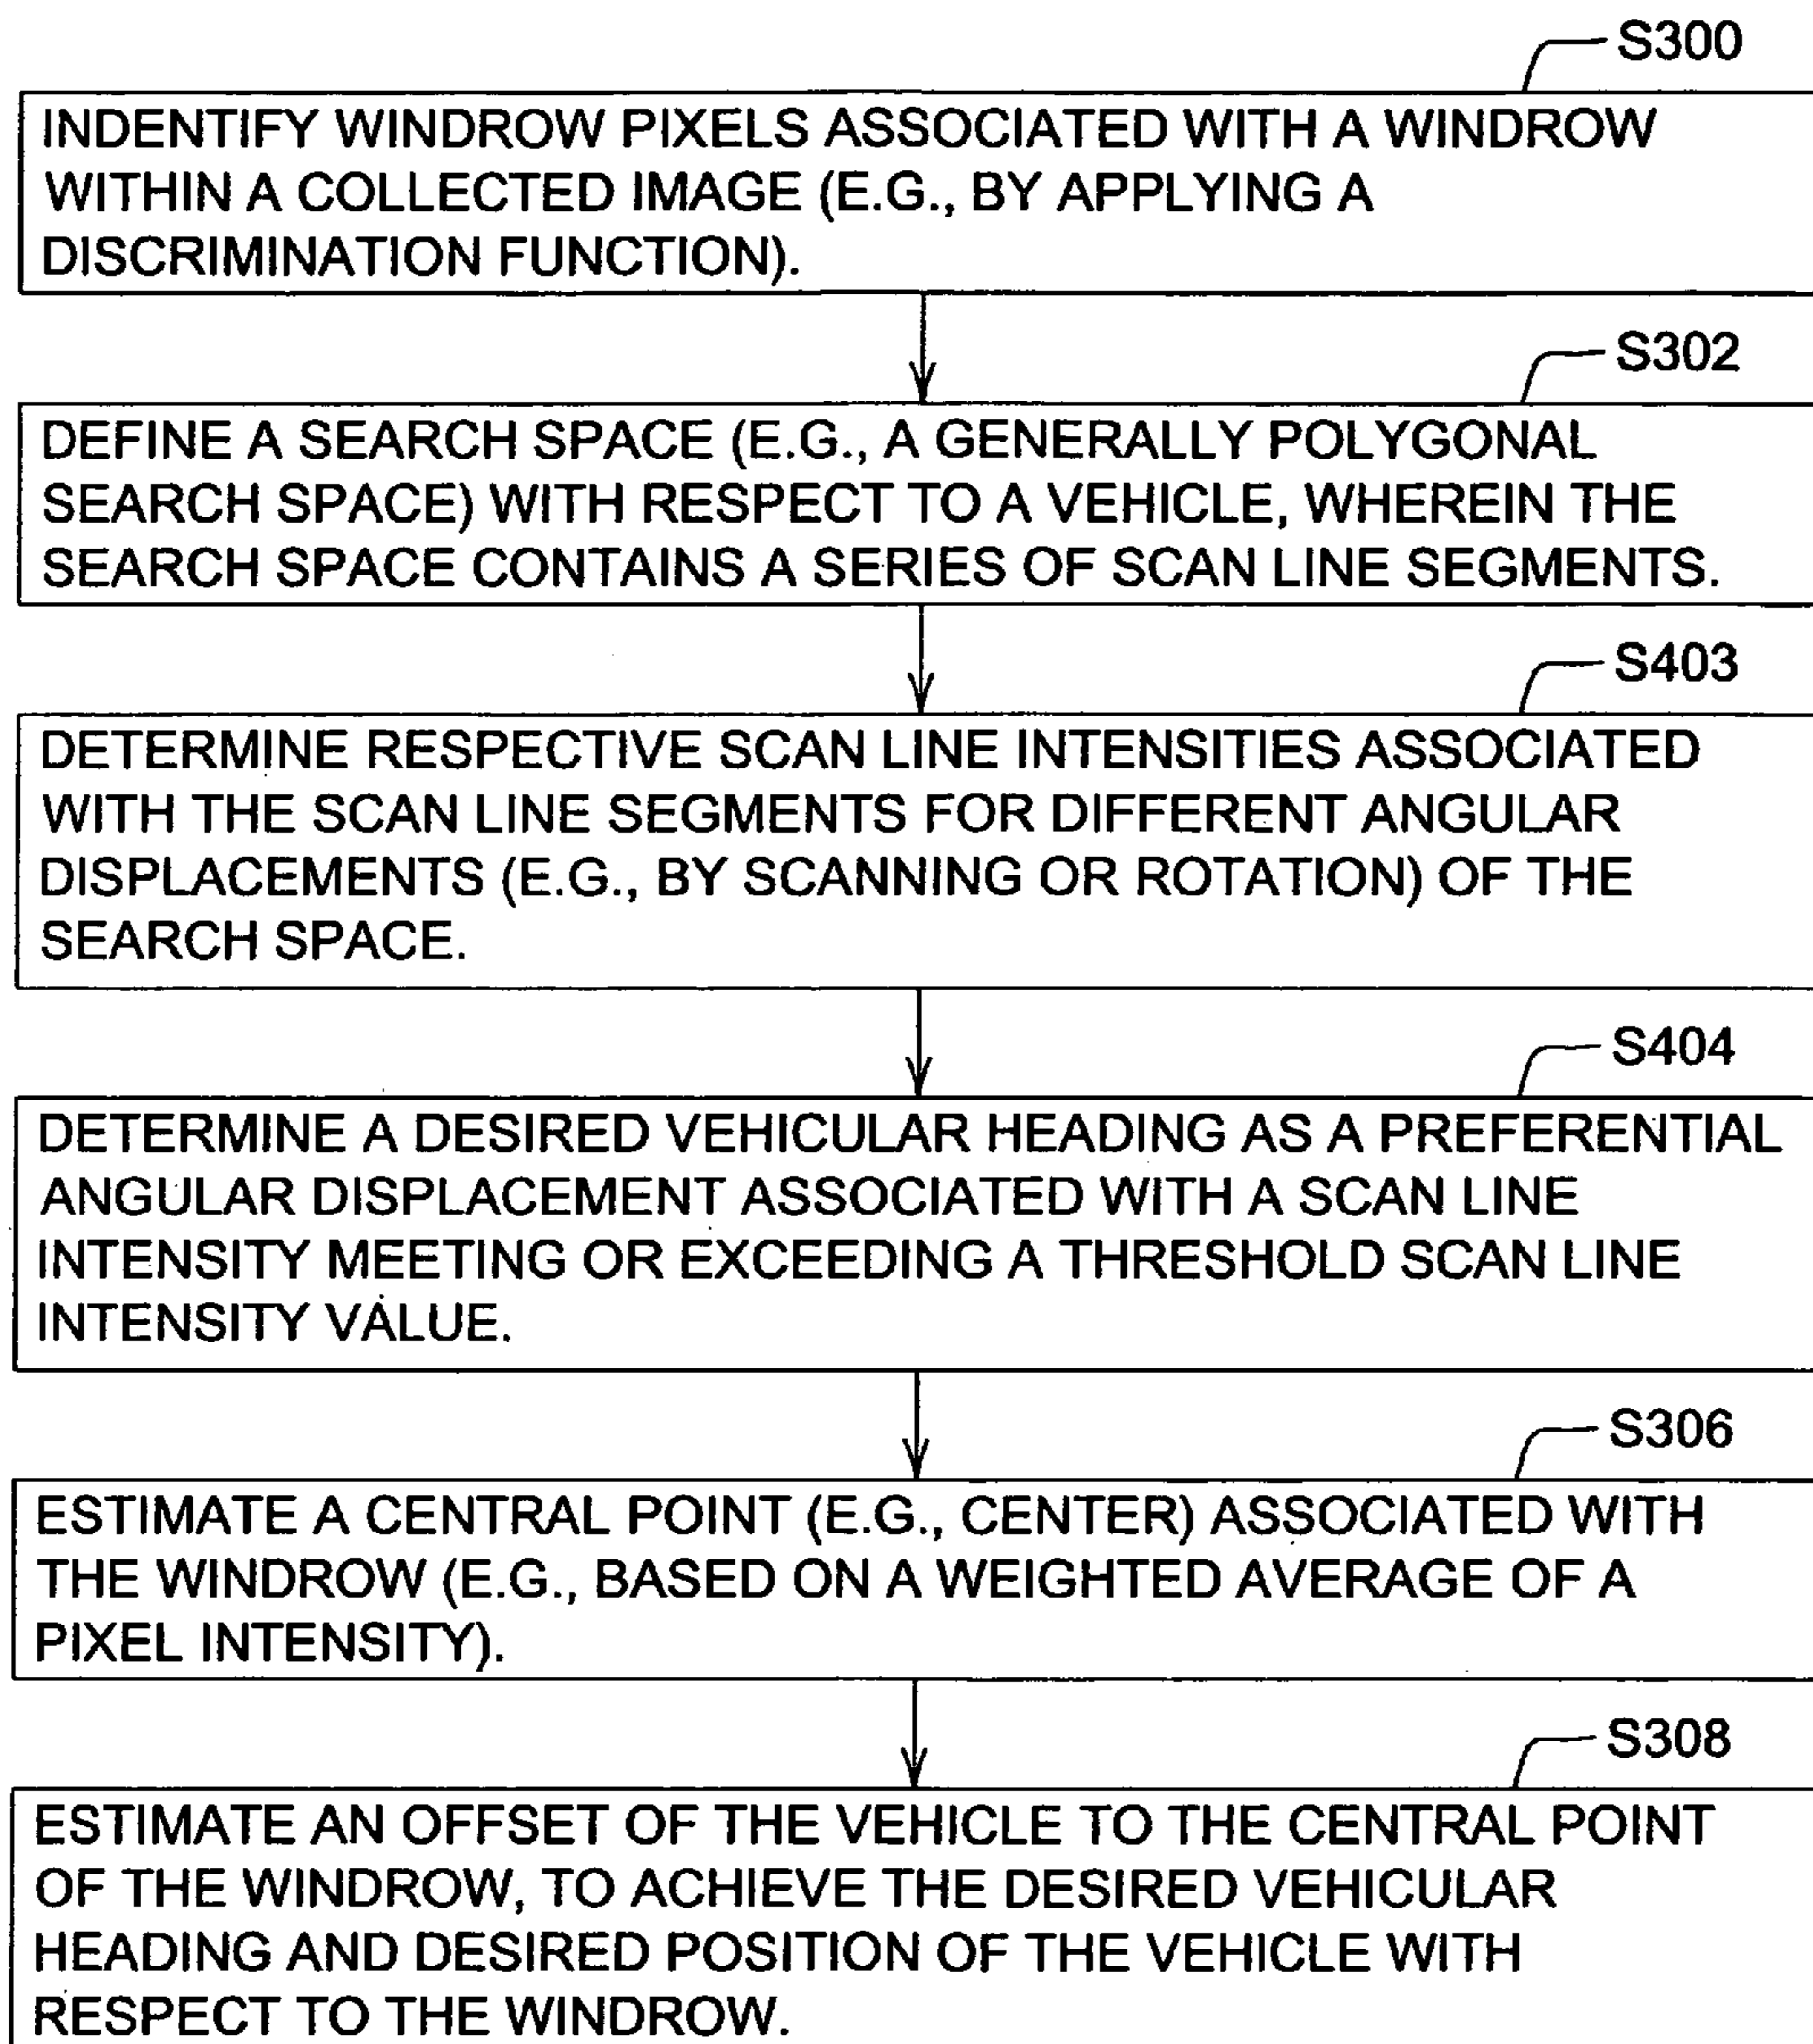 S300
INDENTIFY WINDROW PIXELS ASSOCIATED WITH A WINDROW
WITHIN A COLLECTED IMAGE (E.G., BY APPLYING A
DISCRIMINATION FUNCTION).
S302
DEFINE A SEARCH SPACE (E.G., A GENERALLY POLYGONAL
SEARCH SPACE) WITH RESPECT TO A VEHICLE, WHEREIN THE
SEARCH SPACE CONTAINS A SERIES OF SCAN LINE SEGMENTS.
S403
DETERMINE RESPECTIVE SCAN LINE INTENSITIES ASSOCIATED
WITH THE SCAN LINE SEGMENTS FOR DIFFERENT ANGULAR
DISPLACEMENTS (E.G., BY SCANNING OR ROTATION) OF THE
SEARCH SPACE.
S404
DETERMINE A DESIRED VEHICULAR HEADING AS A PREFERENTIAL
ANGULAR DISPLACEMENT ASSOCIATED WITH A SCAN LINE
INTENSITY MEETING OR EXCEEDING A THRESHOLD SCAN LINE
INTENSITY VALUE.
S306
ESTIMATE A CENTRAL POINT (E.G., CENTER) ASSOCIATED WITH
THE WINDROW (E.G., BASED ON A WEIGHTED AVERAGE OF A
PIXEL INTENSITY).
S308
ESTIMATE AN OFFSET OF THE VEHICLE TO THE CENTRAL POINT
OF THE WINDROW, TO ACHIEVE THE DESIRED VEHICULAR
HEADING AND DESIRED POSITION OF THE VEHICLE WITH
RESPECT TO THE WINDROW.